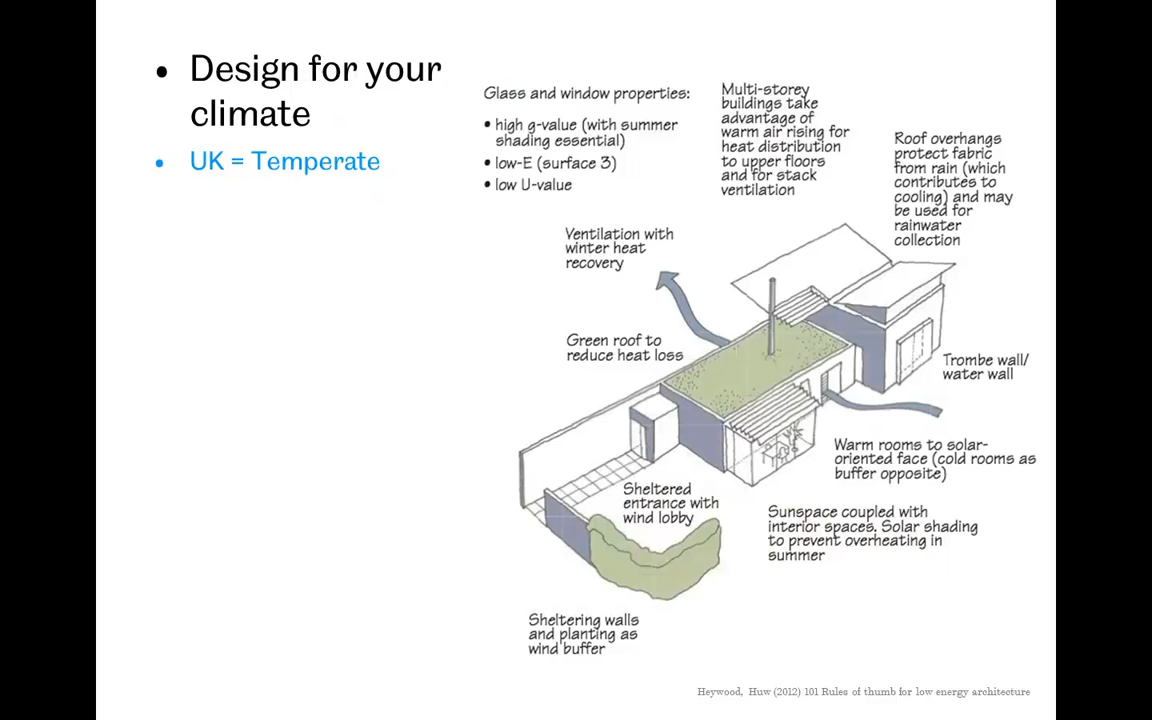 • Design for your
climate
• UK = Temperate
Glass and window properties:
• high g-value (with summer
shading essential)
• low-E (surface 3)
• low U-value
Multi-storey
buildings take
advantage of
warm air rising for
heat distribution
to upper floors
and for stack
ventilation
Roof overhangs
protect fabric
from rain (which
contributes to
cooling) and may
be used for
rainwater
collection
Ventilation with
winter heat
recovery
Green roof to
reduce heat loss
Trombe wall/
water wall
Warm rooms to solar-
oriented face (cold rooms as
buffer opposite)
Sheltered
entrance with
wind lobby
Sunspace coupled with
interior spaces. Solar shading
to prevent overheating in
summer
Sheltering walls
and planting as
wind buffer
Heywood, Huw (2012) 101 Rules of thumb for low energy architecture